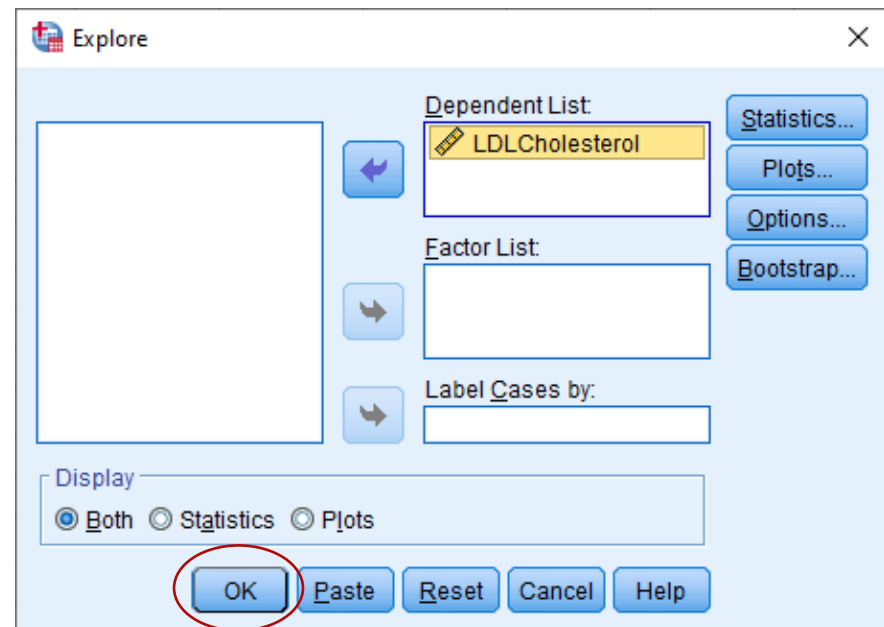 Explore
Dependent List:
LDLCholesterol
Statistics...
Plots...
Options...
Bootstrap...
Factor List:
Label Cases by:
Display
Both Statistics Plots
OK Paste Reset Cancel Help